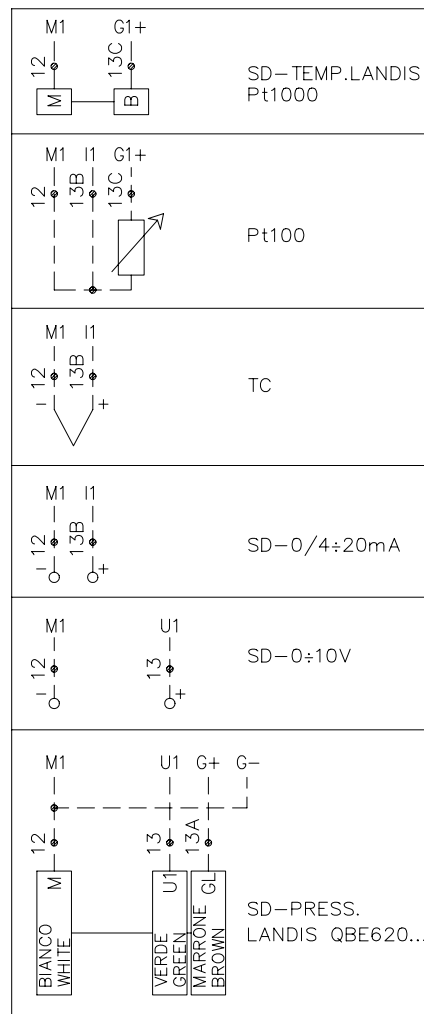 M1 G1+
12 13C
M B
SD-TEMP.LANDIS
Pt1000
M1 I1 G1+
12 13B 13C
Pt100
M1 I1
12 13B
- +
TC
M1 I1
12 13B
- +
SD-0/4÷20mA
M1 U1
12 13
- +
SD-0÷10V
M1 U1 G+ G-
12 13 13A
M U1 GL
BIANCO
WHITE
VERDE
GREEN
MARRONE
BROWN
SD-PRESS.
LANDIS QBE620...